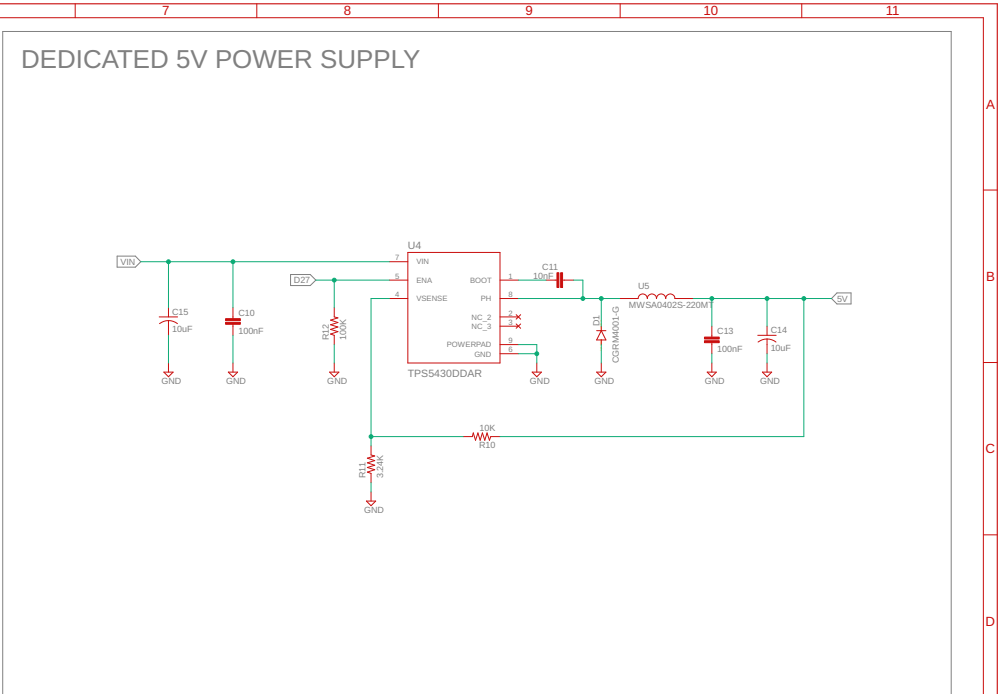 7 8 9 10 11
DEDICATED 5V POWER SUPPLY
A
B
C
D
U4
VIN
7 VIN
D27
5 ENA
4 VSENSE
BOOT 1
PH 8
NC_2 2
NC_3 3
POWERPAD 9
GND 6
TPS5430DDAR
C11
10nF
U5
MWSA0402S-220MT
5V
C15
10uF
C10
100nF
R12
100K
D1
CGRM4001-G
C13
100nF
C14
10uF
GND
GND
GND
GND
GND
GND
GND
10K
R10
R11
3.24K
GND